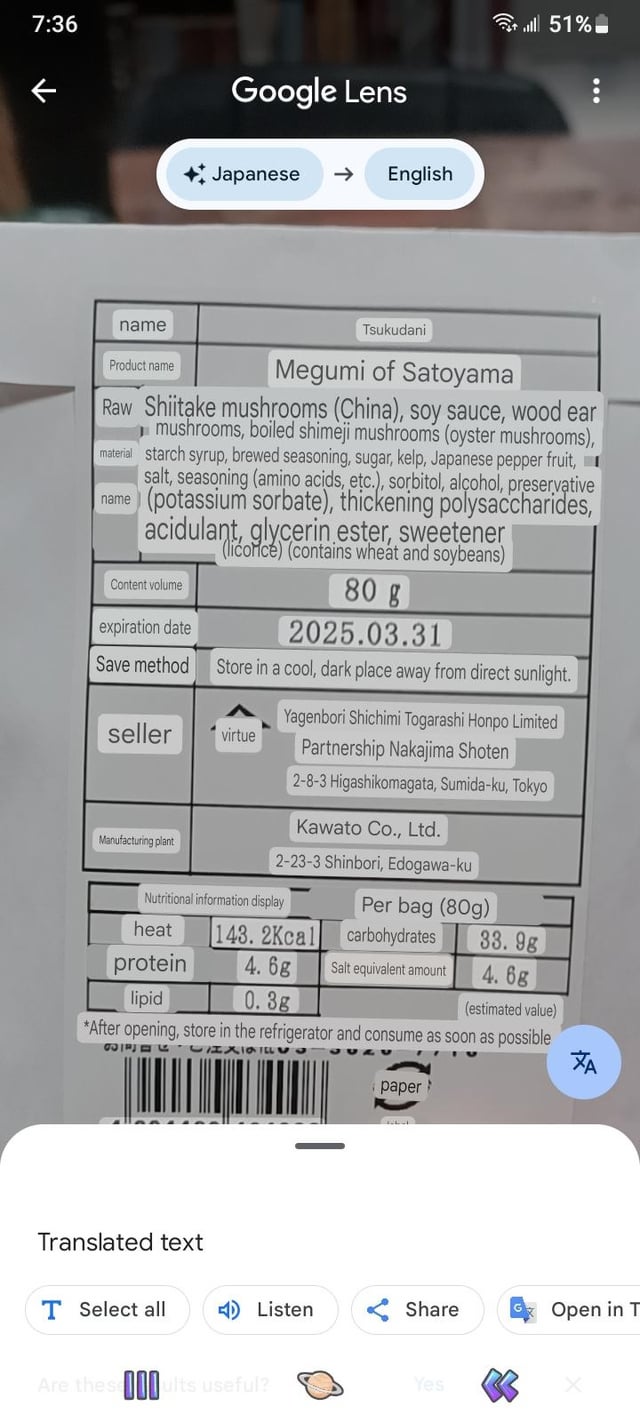 7:36
51%
Google Lens
Japanese → English
name
Tsukudani
Product name
Megumi of Satoyama
Raw material name
Shiitake mushrooms (China), soy sauce, wood ear
mushrooms, boiled shimeji mushrooms (oyster mushrooms),
starch syrup, brewed seasoning, sugar, kelp, Japanese pepper fruit,
salt, seasoning (amino acids, etc.), sorbitol, alcohol, preservative
(potassium sorbate), thickening polysaccharides,
acidulant, glycerin ester, sweetener
(licorice) (contains wheat and soybeans)
Content volume
80 g
expiration date
2025.03.31
Save method
Store in a cool, dark place away from direct sunlight.
seller
virtue
Yagenbori Shichimi Togarashi Honpo Limited
Partnership Nakajima Shoten
2-8-3 Higashikomagata, Sumida-ku, Tokyo
Manufacturing plant
Kawato Co., Ltd.
2-23-3 Shinbori, Edogawa-ku
Nutritional information display
Per bag (80g)
heat
143. 2Kcal
carbohydrates
33. 9g
protein
4. 6g
Salt equivalent amount
4. 6g
lipid
0. 3g
(estimated value)
*After opening, store in the refrigerator and consume as soon as possible
paper
label
Translated text
Select all
Listen
Share
Open in T
Are these results useful?
Yes